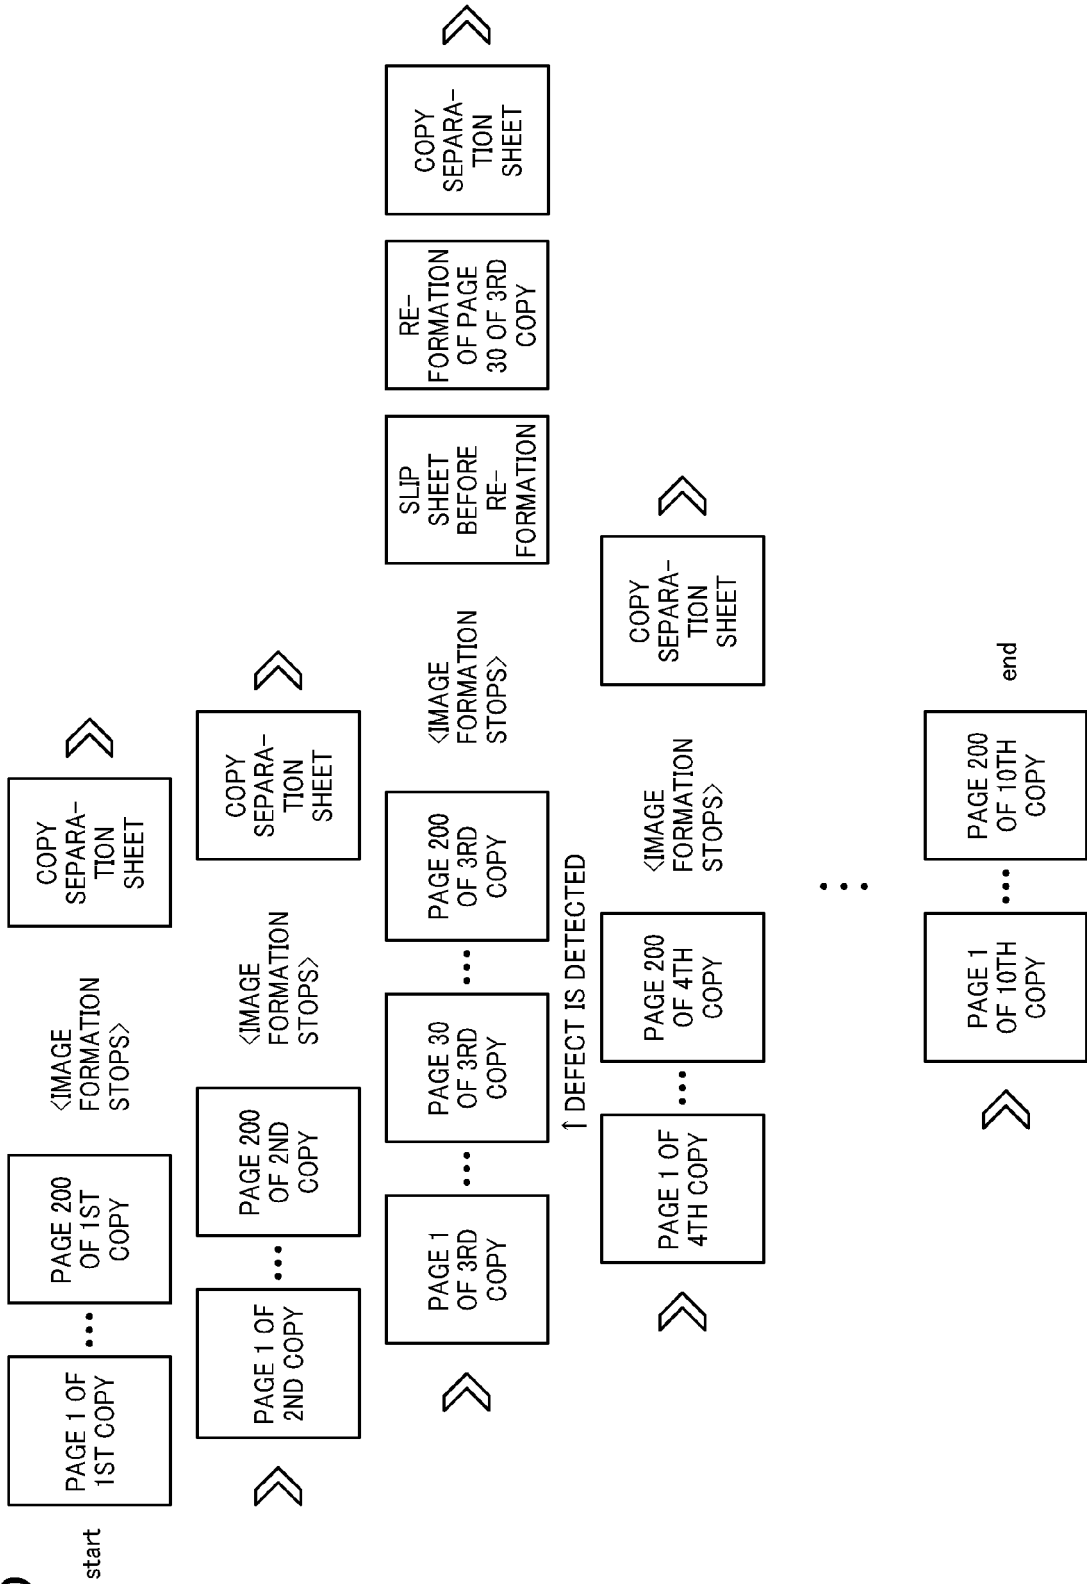 start
PAGE 1 OF
1ST COPY
•••
PAGE 200
OF 1ST
COPY
<IMAGE
FORMATION
STOPS>
COPY
SEPARA-
TION
SHEET
PAGE 1 OF
2ND COPY
•••
PAGE 200
OF 2ND
COPY
<IMAGE
FORMATION
STOPS>
COPY
SEPARA-
TION
SHEET
PAGE 1
OF 3RD
COPY
•••
PAGE 30
OF 3RD
COPY
•••
PAGE 200
OF 3RD
COPY
<IMAGE
FORMATION
STOPS>
SLIP
SHEET
BEFORE
RE-
FORMATION
RE-
FORMATION
OF PAGE
30 OF 3RD
COPY
COPY
SEPARA-
TION
SHEET
↑ DEFECT IS DETECTED
PAGE 1 OF
4TH COPY
•••
PAGE 200
OF 4TH
COPY
<IMAGE
FORMATION
STOPS>
COPY
SEPARA-
TION
SHEET
•••
PAGE 1
OF 10TH
COPY
•••
PAGE 200
OF 10TH
COPY
end